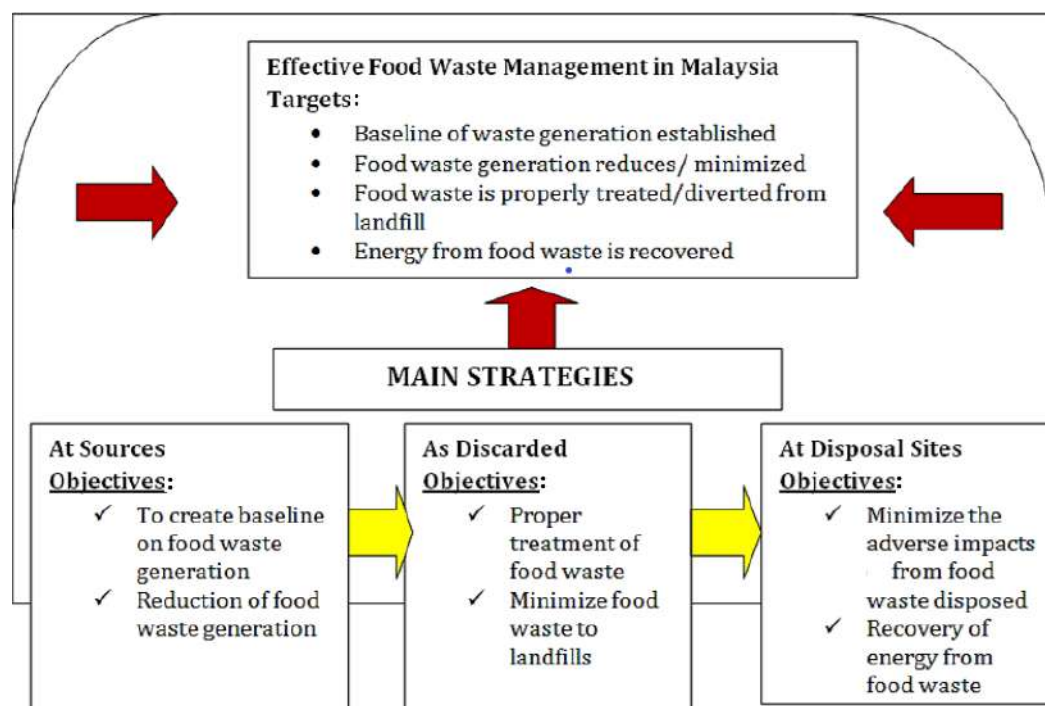 Effective Food Waste Management in Malaysia
Targets:
• Baseline of waste generation established
• Food waste generation reduces/ minimized
• Food waste is properly treated/diverted from
landfill
• Energy from food waste is recovered
MAIN STRATEGIES
At Sources
Objectives:
✓ To create baseline
on food waste
generation
✓ Reduction of food
waste generation
As Discarded
Objectives:
✓ Proper
treatment of
food waste
✓ Minimize food
waste to
landfills
At Disposal Sites
Objectives:
✓ Minimize the
adverse impacts
from food
waste disposed
✓ Recovery of
energy from
food waste